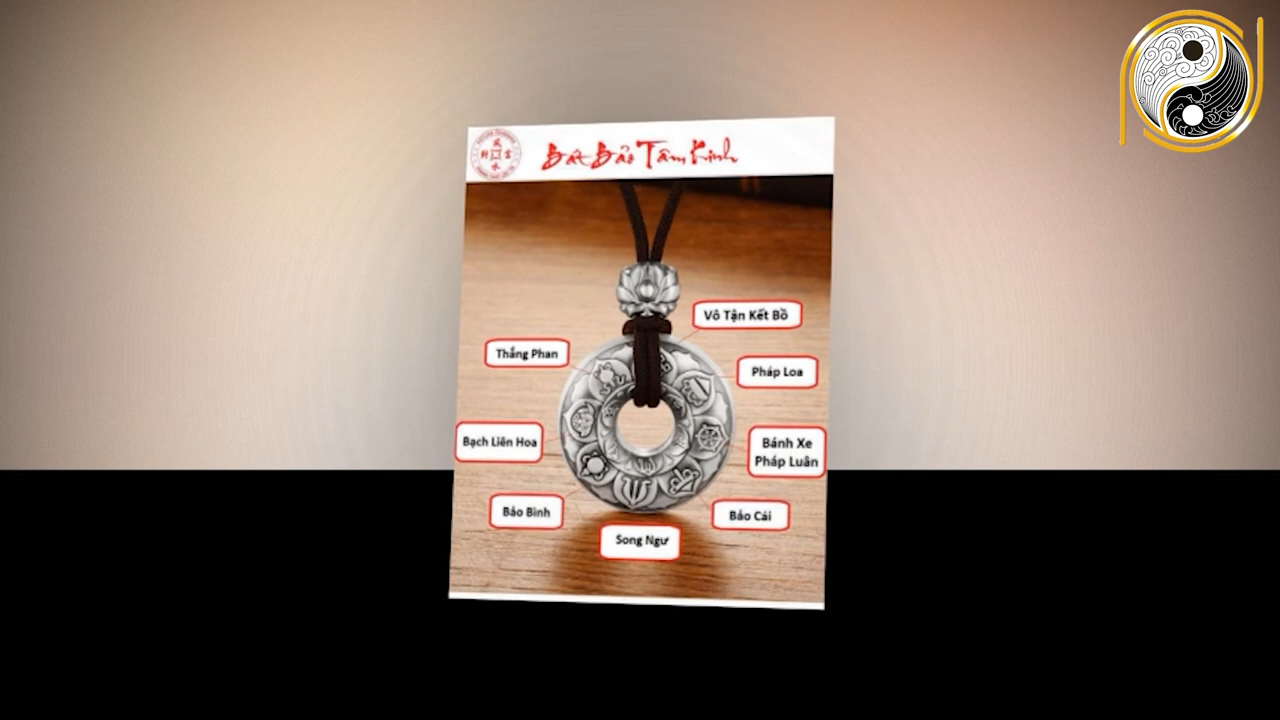 Bát Bảo Tâm Kinh
Vô Tận Kết Bồ
Thắng Phan
Pháp Loa
Bạch Liên Hoa
Bánh Xe
Pháp Luân
Bảo Bình
Bảo Cái
Song Ngư